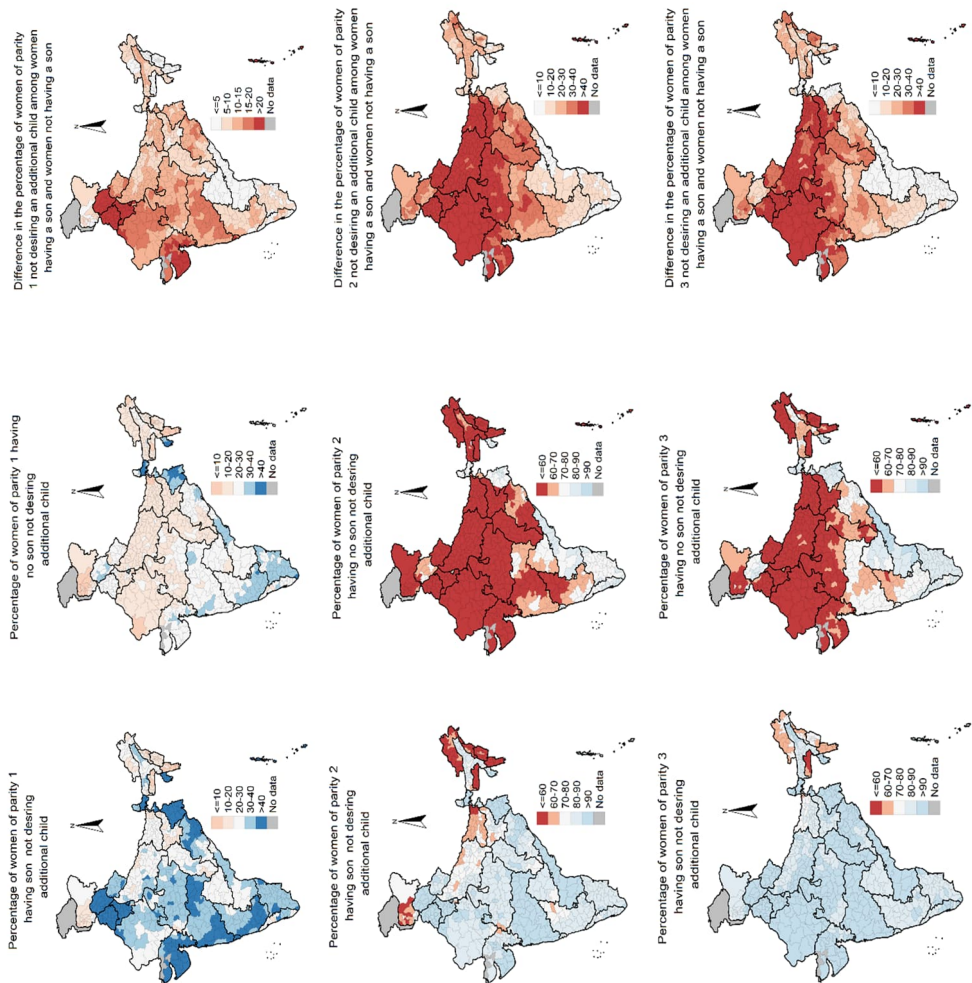 Percentage of women of parity 1
having son  not desring
additional child
N
<=10
10-20
20-30
30-40
>40
No data
Percentage of women of parity 1 having
no son not desring
additional child
N
<=10
10-20
20-30
30-40
>40
No data
Difference in the percentage of women of parity
1 not desiring an additional child among women
having a son and women not having a son
N
<=5
5-10
10-15
15-20
>20
No data
Percentage of women of parity 2
having son not desring
additional child
N
<=60
60-70
70-80
80-90
>90
No data
Percentage of women of parity 2
having no son not desring
additional child
N
<=60
60-70
70-80
80-90
>90
No data
Difference in the percentage of women of parity
2 not desiring an additional child among women
having a son and women not having a son
N
<=10
10-20
20-30
30-40
>40
No data
Percentage of women of parity 3
having son not desring
additional child
N
<=60
60-70
70-80
80-90
>90
No data
Percentage of women of parity 3
having no son not desring
additional child
N
<=60
60-70
70-80
80-90
>90
No data
Difference in the percentage of women of parity
3 not desiring an additional child among women
having a son and women not having a son
N
<=10
10-20
20-30
30-40
>40
No data